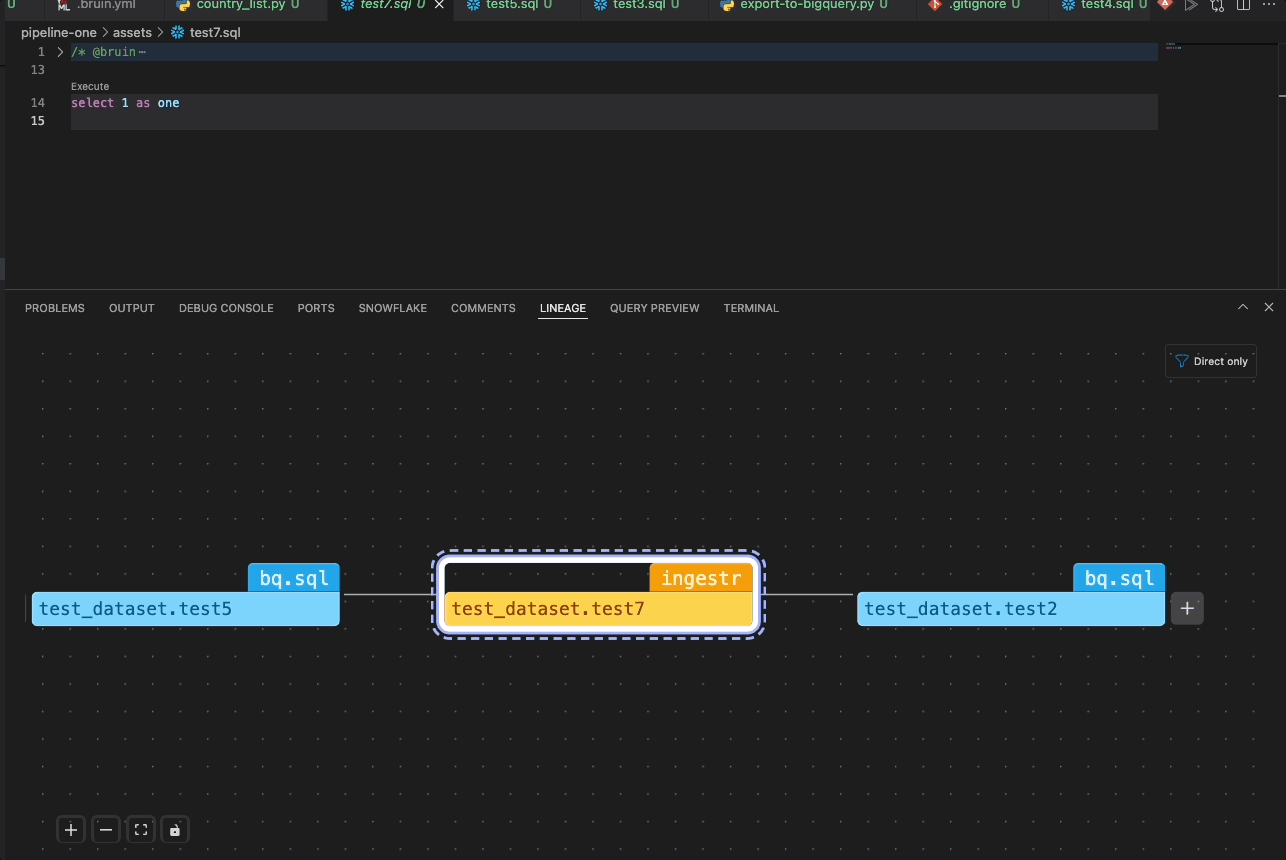 U .bruin.yml country_list.py U test7.sql U test5.sql U test3.sql U export-to-bigquery.py U .gitignore U test4.sql U
pipeline-one > assets > test7.sql
1 /* @bruin ⋯
13
Execute
14 select 1 as one
15
PROBLEMS OUTPUT DEBUG CONSOLE PORTS SNOWFLAKE COMMENTS LINEAGE QUERY PREVIEW TERMINAL
Direct only
bq.sql
test_dataset.test5
ingestr
test_dataset.test7
bq.sql
test_dataset.test2